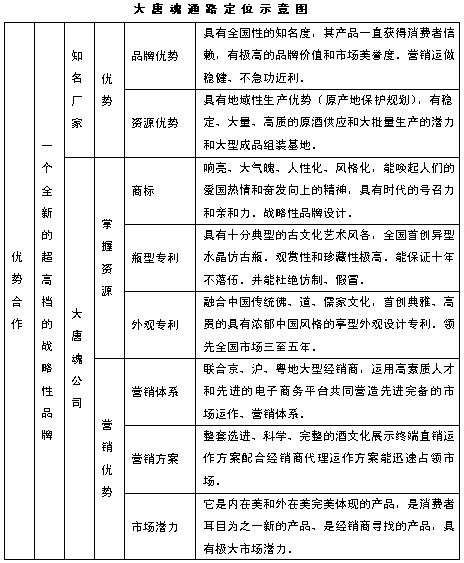 大唐魂通路定位示意图
优势合作
一个全新的超高档的战略性品牌
知名厂家
优势
品牌优势
具有全国性的知名度，其产品一直获得消费者信
赖，有极高的品牌价值和市场美誉度．营销运做
稳健、不急功近利．
资源优势
具有地域性生产优势（原产地保护规划），有稳
定、大量、高质的原酒供应和大批量生产的潜力
和大型成品组装基地．
大唐魂公司
掌握资源
商标
响亮、大气魄、人性化、风格化，能唤起人们的
爱国热情和奋发向上的精神，具有时代的号召力
和亲和力．战略性品牌设计．
瓶型专利
具有十分典型的古文化艺术风各，全国首创异型
水晶仿古瓶．观赏性和珍藏性极高．能保证十年
不落伤．并能杜绝仿制、假冒．
外观专利
融合中国传统佛、道、儒家文化，首创典雅、高
贯的具有浓郁中国风格的亭型外观设计专利．领
先全国市场三至五年．
营销优势
营销体系
联合京、沪、粤地大型经销商，运用高素质人才
和先进的电子商务平台共同营造先进完备的市
场运作、营销体系．
营销方案
整套选进、科学、完整的酒文化展示终端直销运
作方案配合经销商代理运作方案能迅速占领市
场．
市场潜力
它是内在美和外在美完美体现的产品，是消费者
耳目为之一新的产品、是经销商寻找的产品，具
有极大市场潜力．